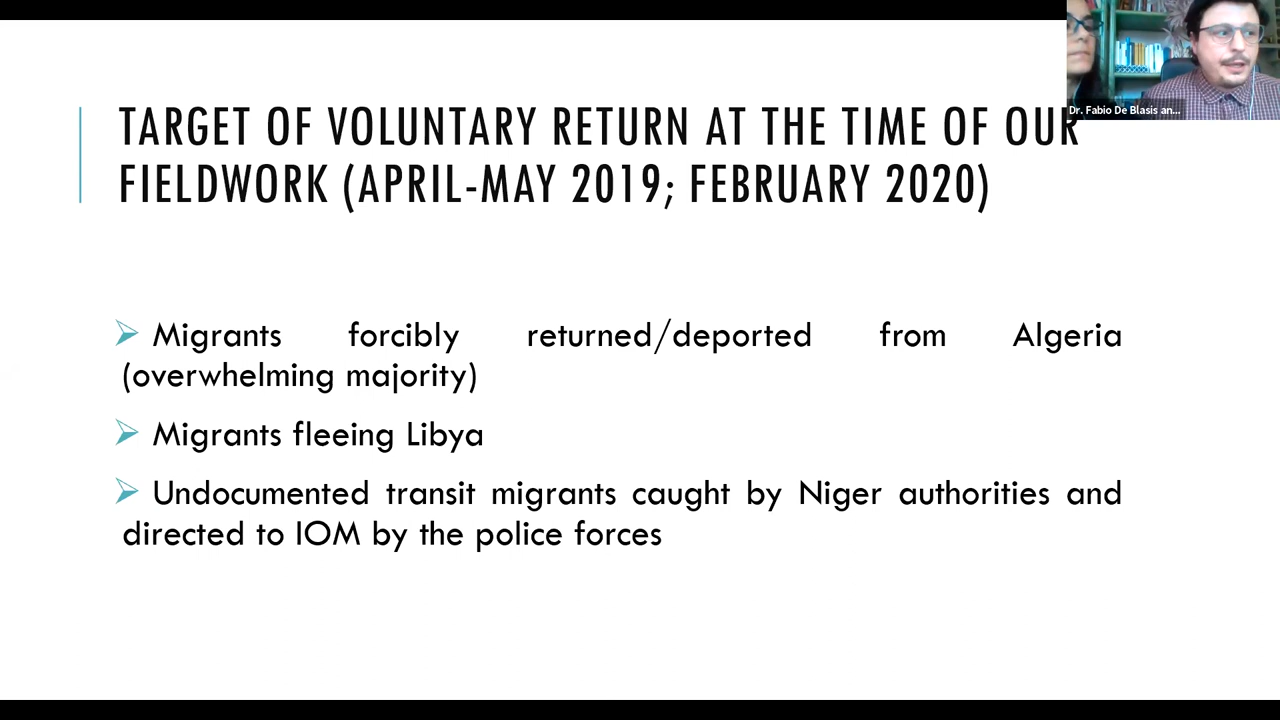 TARGET OF VOLUNTARY RETURN AT THE TIME OF OUR
FIELDWORK (APRIL-MAY 2019; FEBRUARY 2020)
Dr. Fabio De Blasis an...
Migrants forcibly returned/deported from Algeria
(overwhelming majority)
Migrants fleeing Libya
Undocumented transit migrants caught by Niger authorities and
directed to IOM by the police forces